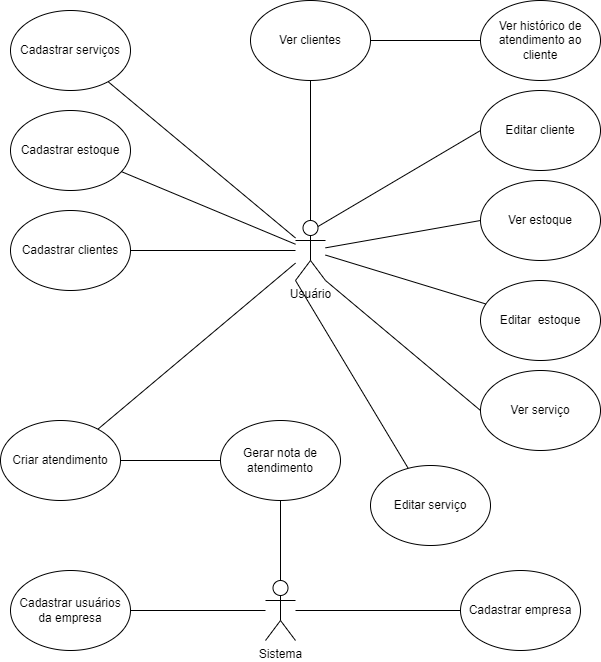 Cadastrar serviços
Ver clientes
Ver histórico de
atendimento ao
cliente
Cadastrar estoque
Editar cliente
Cadastrar clientes
Ver estoque
Usuário
Editar  estoque
Ver serviço
Criar atendimento
Gerar nota de
atendimento
Editar serviço
Cadastrar usuários
da empresa
Cadastrar empresa
Sistema